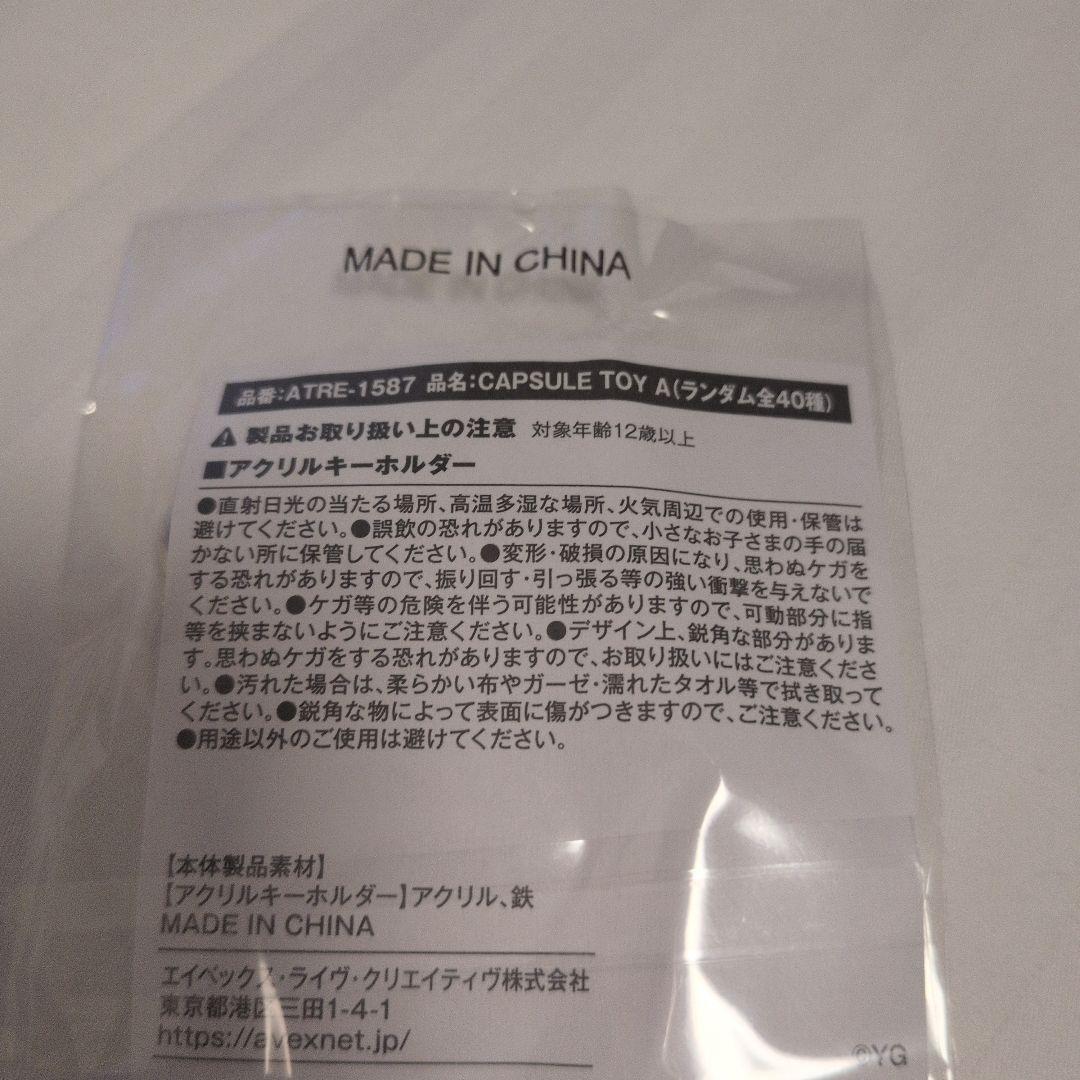 MADE IN CHINA
品番:ATRE-1587 品名:CAPSULE TOY A(ランダム全40種)
⚠ 製品お取り扱い上の注意 対象年齢12歳以上
■アクリルキーホルダー
●直射日光の当たる場所、高温多湿な場所、火気周辺での使用・保管は
避けてください。●誤飲の恐れがありますので、小さなお子さまの手の届
かない所に保管してください。●変形・破損の原因になり、思わぬケガを
する恐れがありますので、振り回す・引っ張る等の強い衝撃を与えないで
ください。●ケガ等の危険を伴う可能性がありますので、可動部分に指
等を挟まないようにご注意ください。●デザイン上、鋭角な部分がありま
す。思わぬケガをする恐れがありますので、お取り扱いにはご注意くださ
い。●汚れた場合は、柔らかい布やガーゼ・濡れたタオル等で拭き取って
ください。●鋭角な物によって表面に傷がつきますので、ご注意ください。
●用途以外のご使用は避けてください。
【本体製品素材】
【アクリルキーホルダー】アクリル、鉄
MADE IN CHINA
エイベックス・ライヴ・クリエイティヴ株式会社
東京都港区三田1-4-1
https://avexnet.jp/
©YG